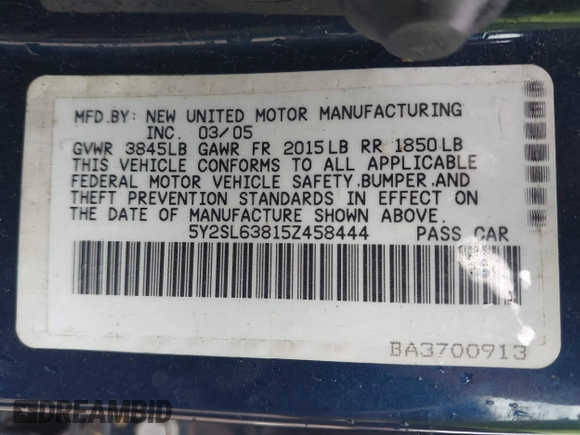 MFD.BY: NEW UNITED MOTOR MANUFACTURING
INC. 03/05
GVWR 3845LB GAWR FR 2015LB RR 1850LB
THIS VEHICLE CONFORMS TO ALL APPLICABLE
FEDERAL MOTOR VEHICLE SAFETY,BUMPER,AND
THEFT PREVENTION STANDARDS IN EFFECT ON
THE DATE OF MANUFACTURE SHOWN ABOVE.
5Y2SL63815Z458444 PASS CAR
BA3700913
DREAMBID